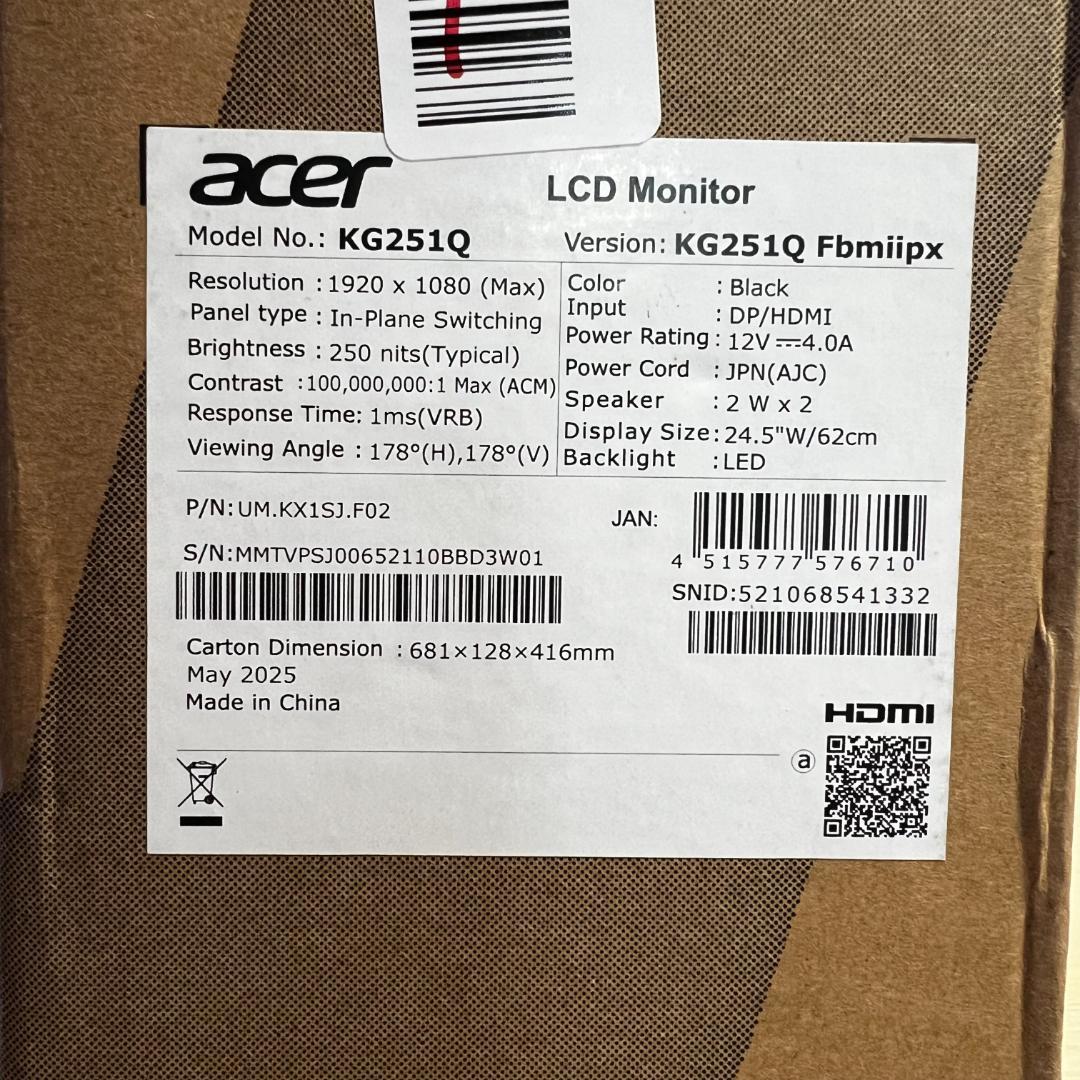 acer
LCD Monitor
Model No.: KG251Q
Version: KG251Q Fbmiipx
Resolution : 1920 x 1080 (Max)
Panel type : In-Plane Switching
Brightness : 250 nits(Typical)
Contrast :100,000,000:1 Max (ACM)
Response Time: 1ms(VRB)
Viewing Angle : 178°(H),178°(V)
Color : Black
Input : DP/HDMI
Power Rating : 12V⎓4.0A
Power Cord : JPN(AJC)
Speaker : 2 W x 2
Display Size: 24.5"W/62cm
Backlight :LED
P/N:UM.KX1SJ.F02
JAN:
4 515777 576710
S/N:MMTVPSJ00652110BBD3W01
SNID:521068541332
Carton Dimension : 681×128×416mm
May 2025
Made in China
HDMI
a